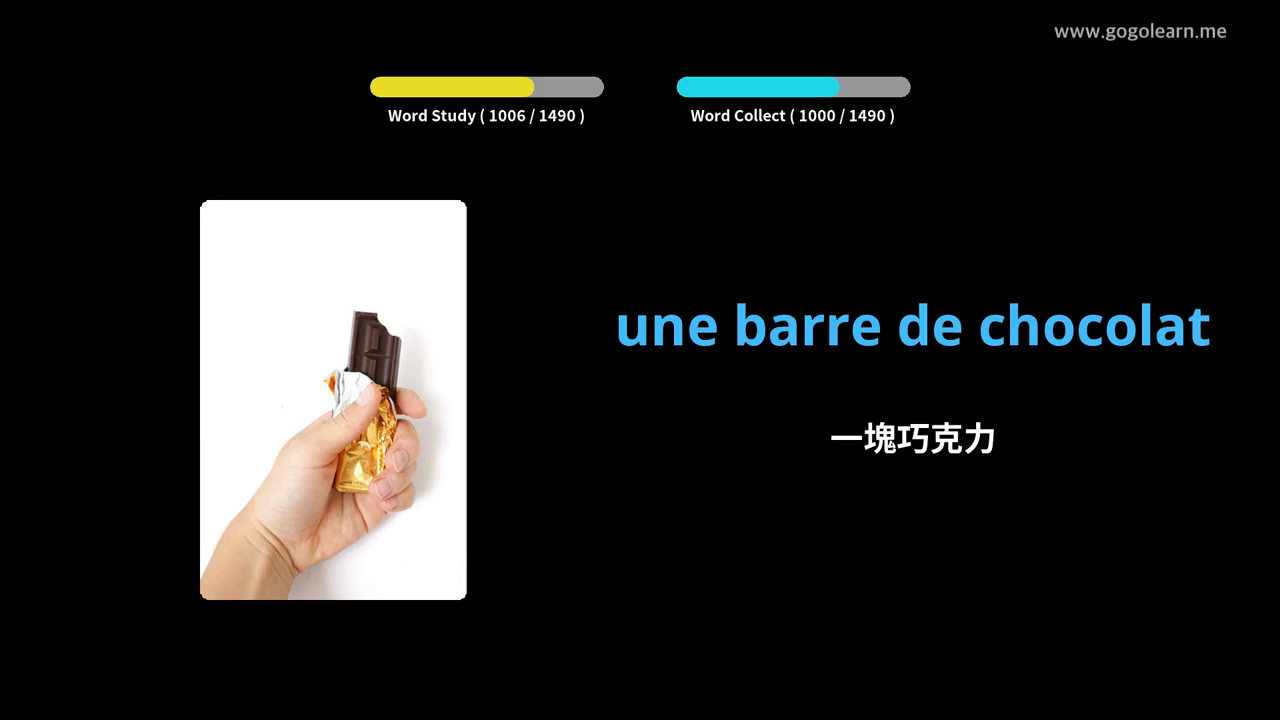 www.gogolearn.me
Word Study ( 1006 / 1490 )
Word Collect ( 1000 / 1490 )
une barre de chocolat
一塊巧克力